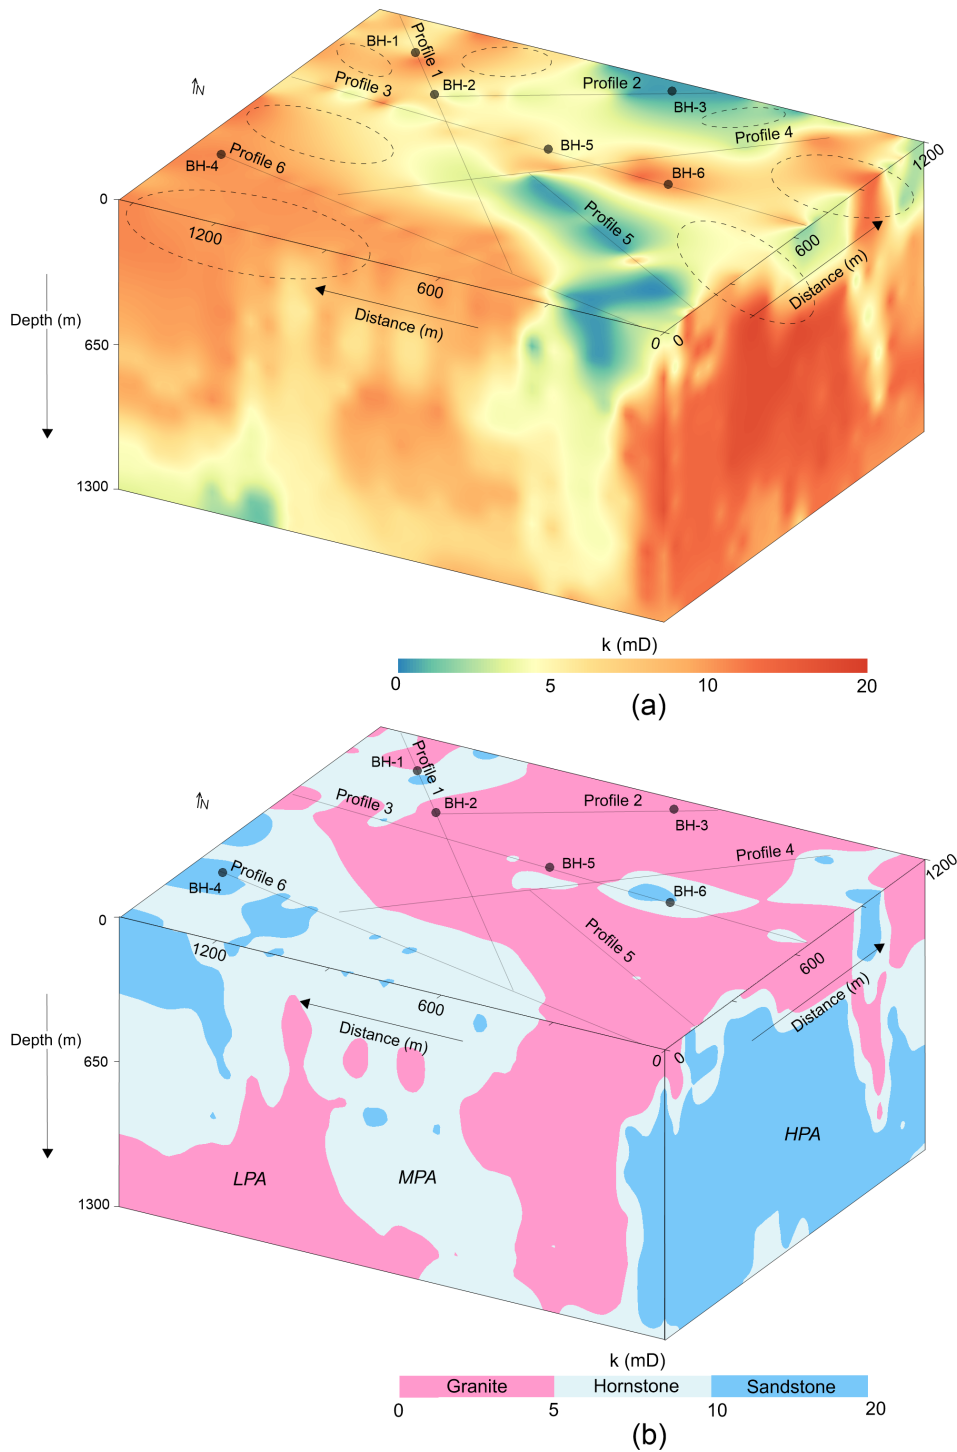 BH-1
Profile 1
N
BH-2
Profile 2
Profile 3
BH-3
Profile 4
BH-5
BH-4
Profile 6
BH-6
1200
0
1200
Profile 5
600
600
Distance (m)
Distance (m)
Depth (m)
650
0
0
1300
k (mD)
0
5
10
20
(a)
Profile 1
BH-1
N
BH-2
Profile 2
Profile 3
BH-3
Profile 4
BH-5
BH-4
Profile 6
BH-6
1200
0
1200
Profile 5
600
600
Distance (m)
Distance (m)
Depth (m)
650
0
0
HPA
LPA
MPA
1300
k (mD)
Granite
Hornstone
Sandstone
0
5
10
20
(b)